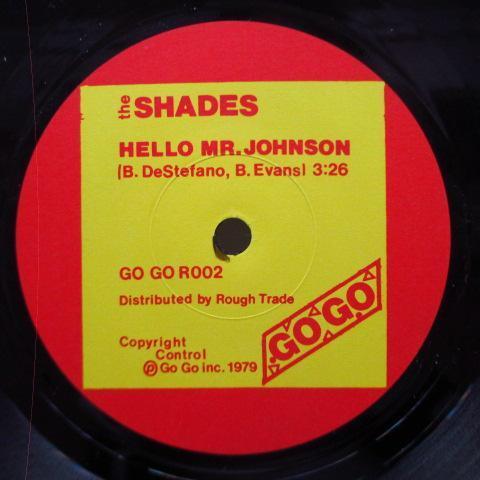 the SHADES
HELLO MR. JOHNSON
(B. DeStefano, B. Evans) 3:26
GO GO R002
Distributed by Rough Trade
GO GO
Copyright
Control
℗ Go Go inc. 1979